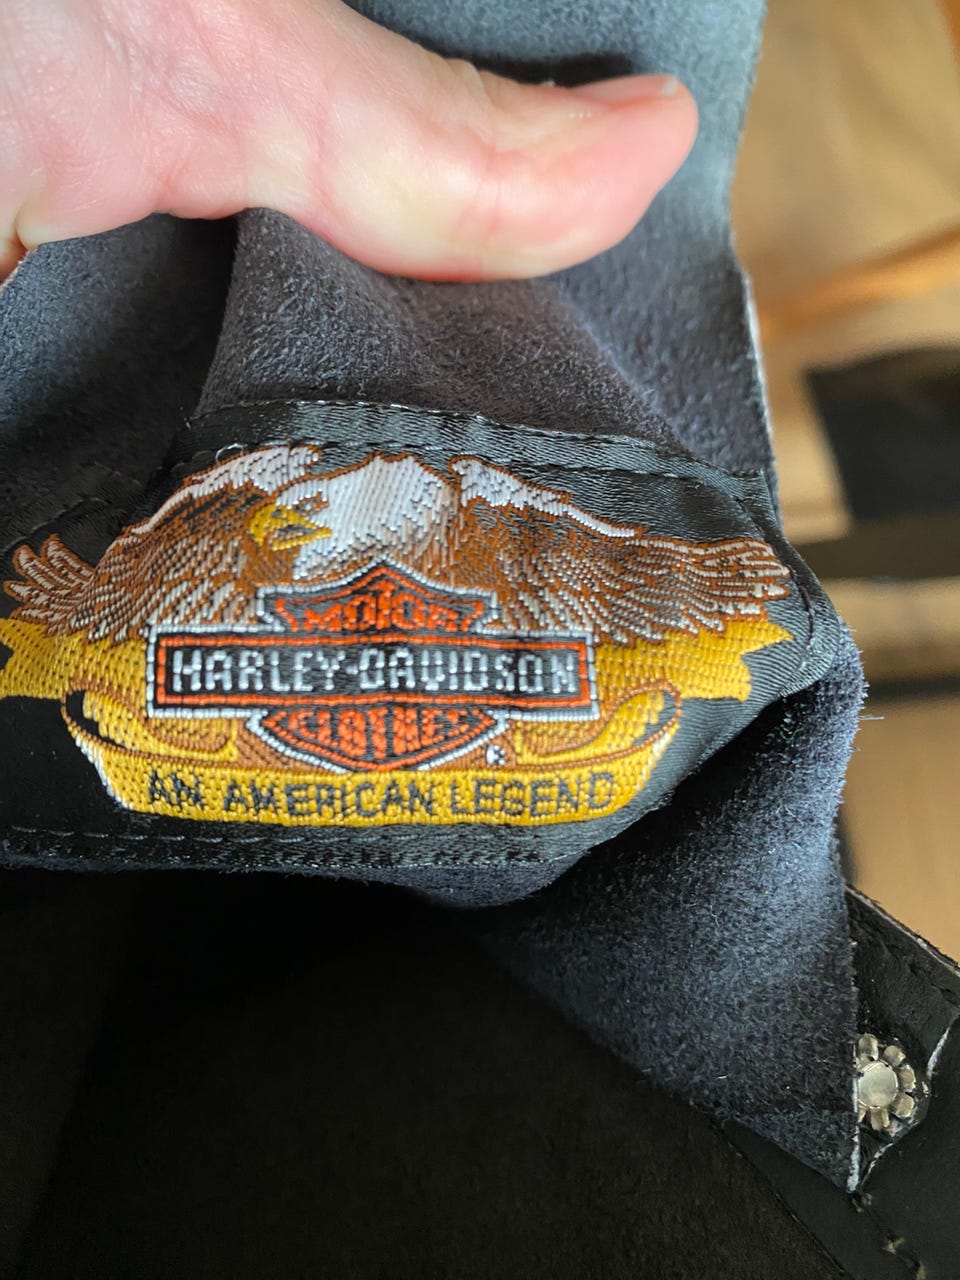 MOTOR
HARLEY-DAVIDSON
CLOTHES
®
AN AMERICAN LEGEND